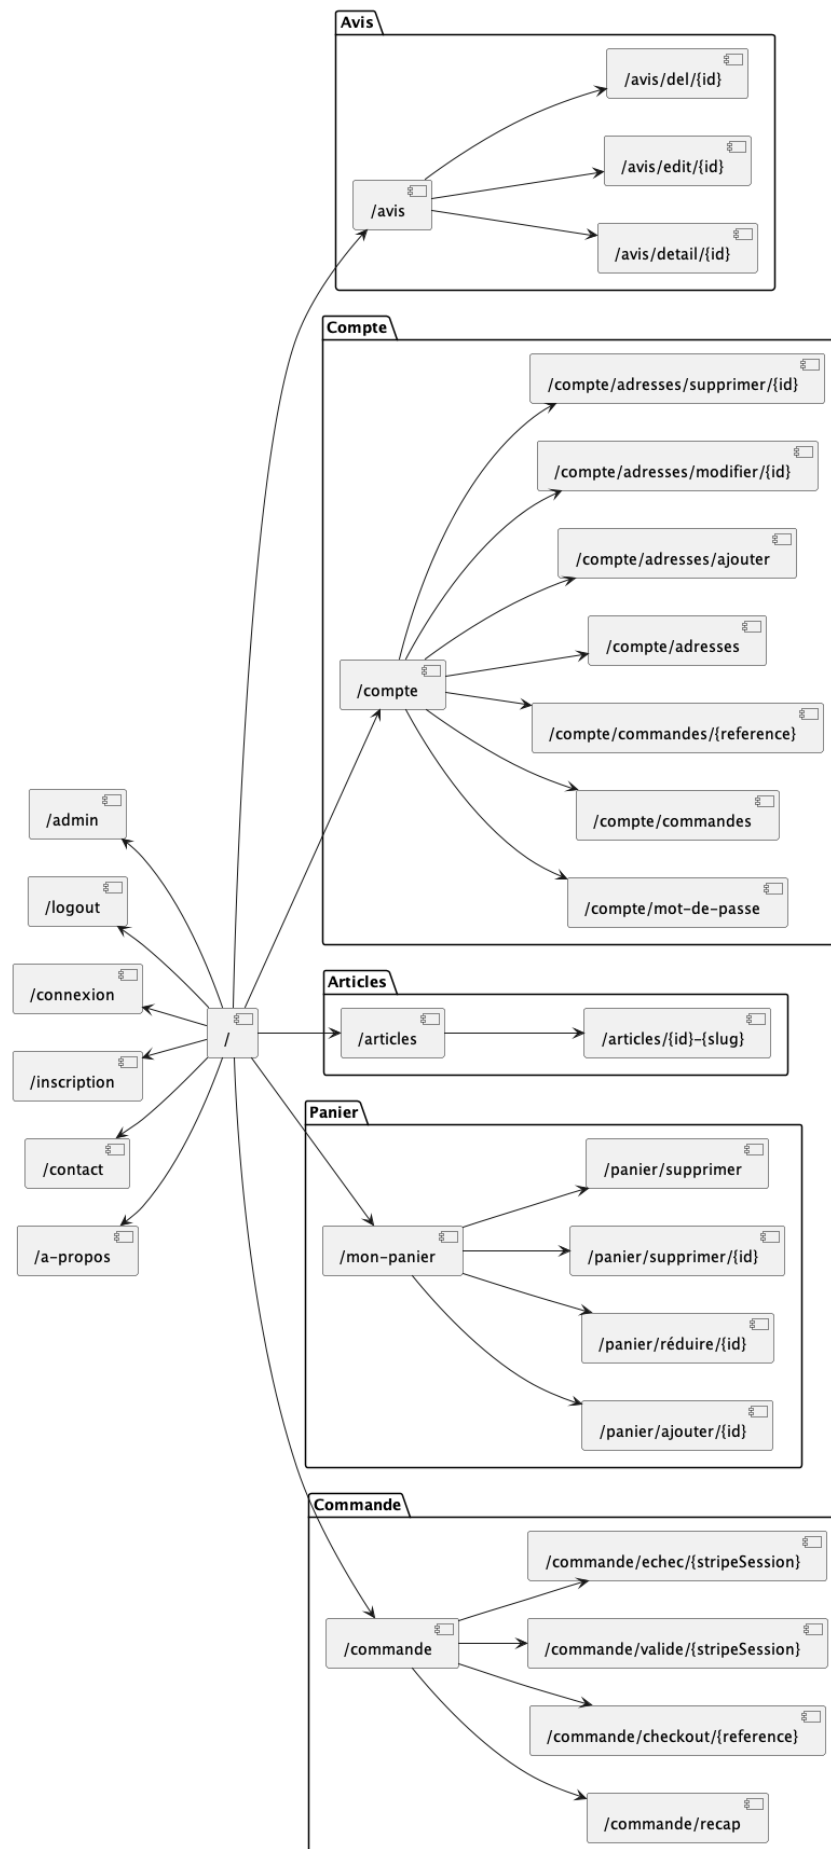 Avis
/avis/del/{id}
/avis/edit/{id}
/avis
/avis/detail/{id}
Compte
/compte/adresses/supprimer/{id}
/compte/adresses/modifier/{id}
/compte/adresses/ajouter
/compte/adresses
/compte
/compte/commandes/{reference}
/compte/commandes
/compte/mot-de-passe
/admin
/logout
/connexion
/inscription
/contact
/a-propos
/
Articles
/articles
/articles/{id}-{slug}
Panier
/panier/supprimer
/mon-panier
/panier/supprimer/{id}
/panier/réduire/{id}
/panier/ajouter/{id}
Commande
/commande/echec/{stripeSession}
/commande
/commande/valide/{stripeSession}
/commande/checkout/{reference}
/commande/recap